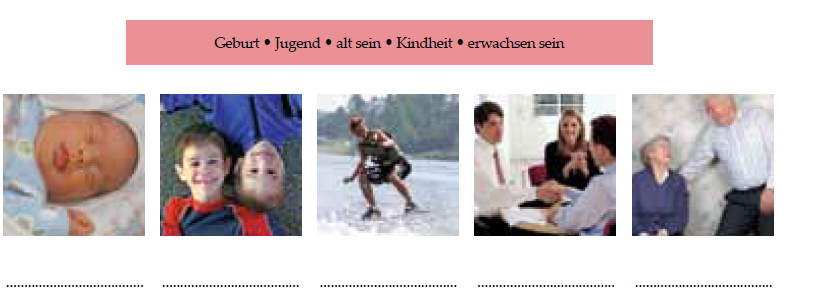 Geburt • Jugend • alt sein • Kindheit • erwachsen sein
........................................ ........................................ ........................................ ........................................ ........................................